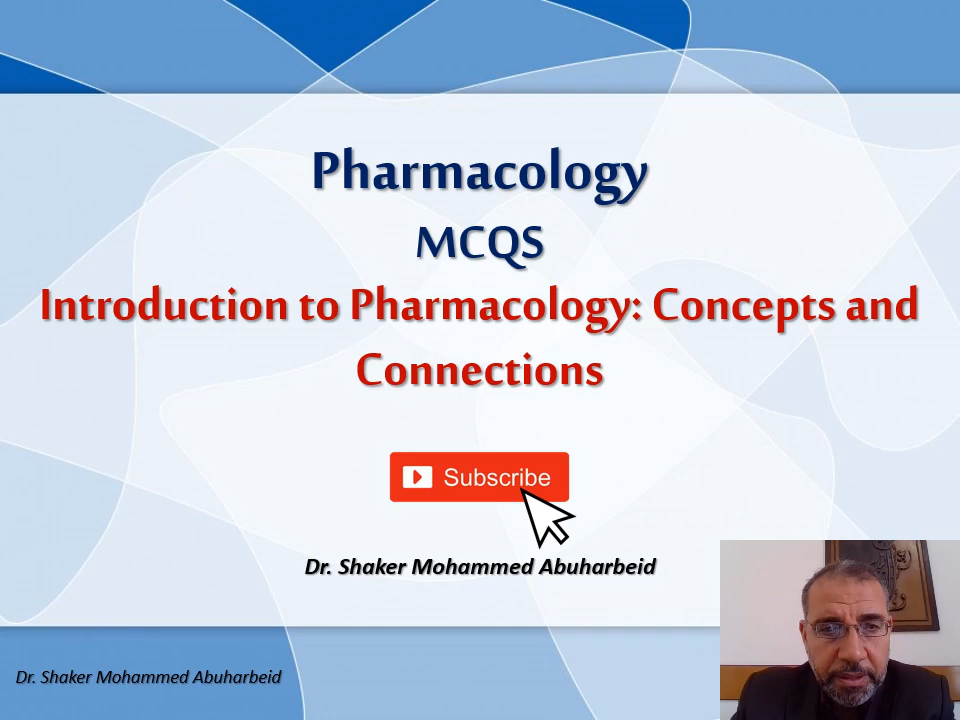 Pharmacology
MCQS
Introduction to Pharmacology: Concepts and
Connections
Subscribe
Dr. Shaker Mohammed Abuharbeid
Dr. Shaker Mohammed Abuharbeid